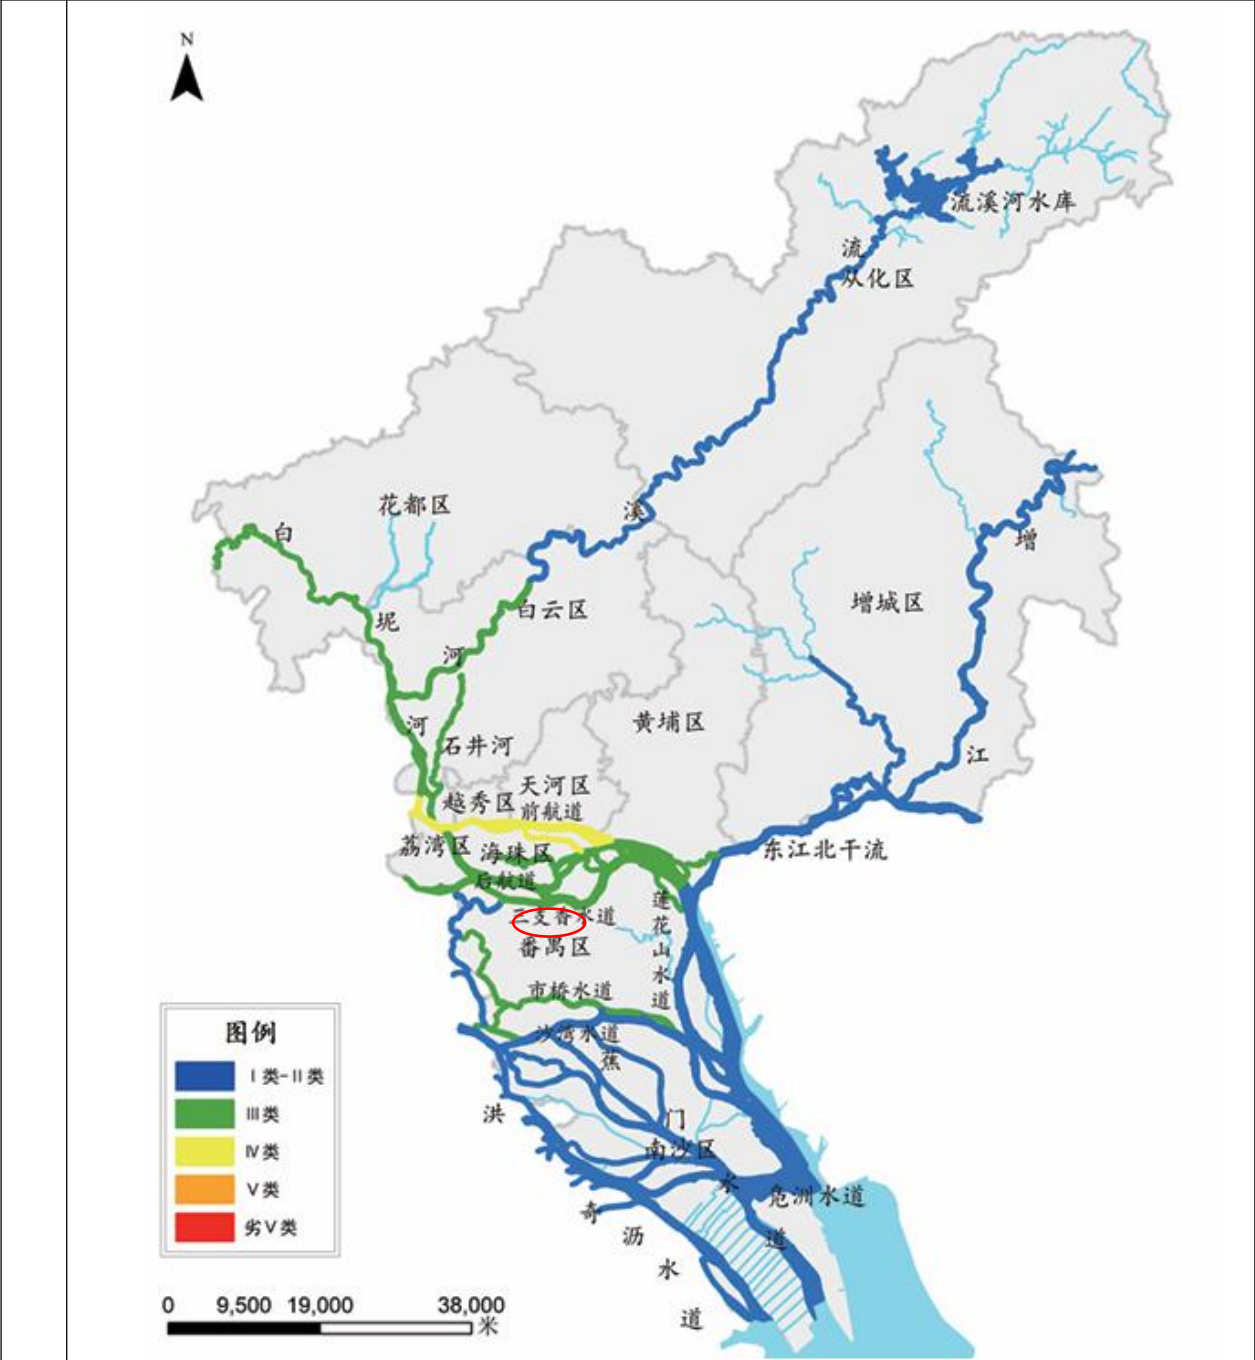 N
流溪河水库
流
从化区
花都区
溪
白
增
坭
白云区
增城区
河
河
黄埔区
石井河
江
天河区
越秀区
前航道
荔湾区
海珠区
东江北干流
后航道
莲花山水道
三支香水道
番禺区
市桥水道
沙湾水道
蕉
图例
I类-II类
洪
III类
门
IV类
南沙区
水
凫洲水道
V类
奇
劣V类
沥
道
水
0 9,500 19,000 38,000
米
道